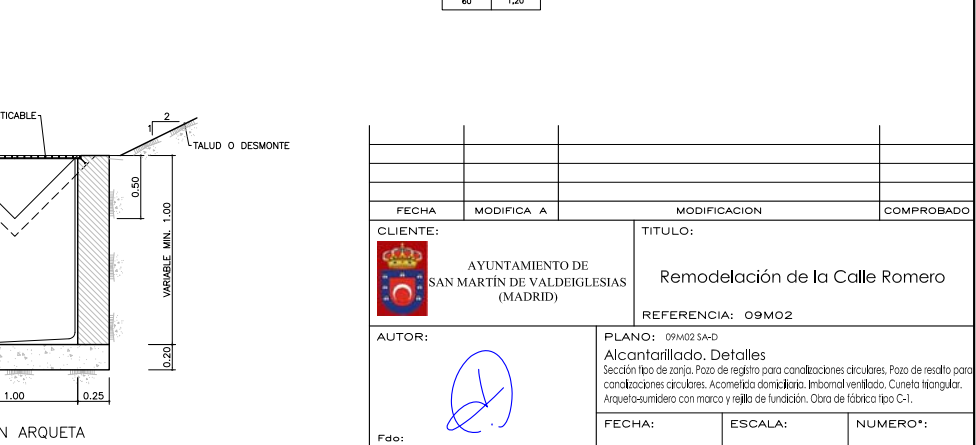 60 1,20
2
1
TALUD O DESMONTE
0.50
VARIABLE MIN. 1.00
0.20
1.00 0.25
ARQUETA
FECHA MODIFICA A MODIFICACION COMPROBADO
CLIENTE:
AYUNTAMIENTO DE
SAN MARTÍN DE VALDEIGLESIAS
(MADRID)
TITULO:
Remodelación de la Calle Romero
REFERENCIA: 09M02
AUTOR:
Fdo:
PLANO: 09M02 SA-D
Alcantarillado. Detalles
Sección tipo de zanja. Pozo de registro para canalizaciones circulares, Pozo de resalto para
canalizaciones circulares. Acometida domiciliaria. Imbornal ventilado. Cuneta triangular.
Arqueta-sumidero con marco y rejilla de fundición. Obra de fábrica tipo C-1.
FECHA: ESCALA: NUMERO°: